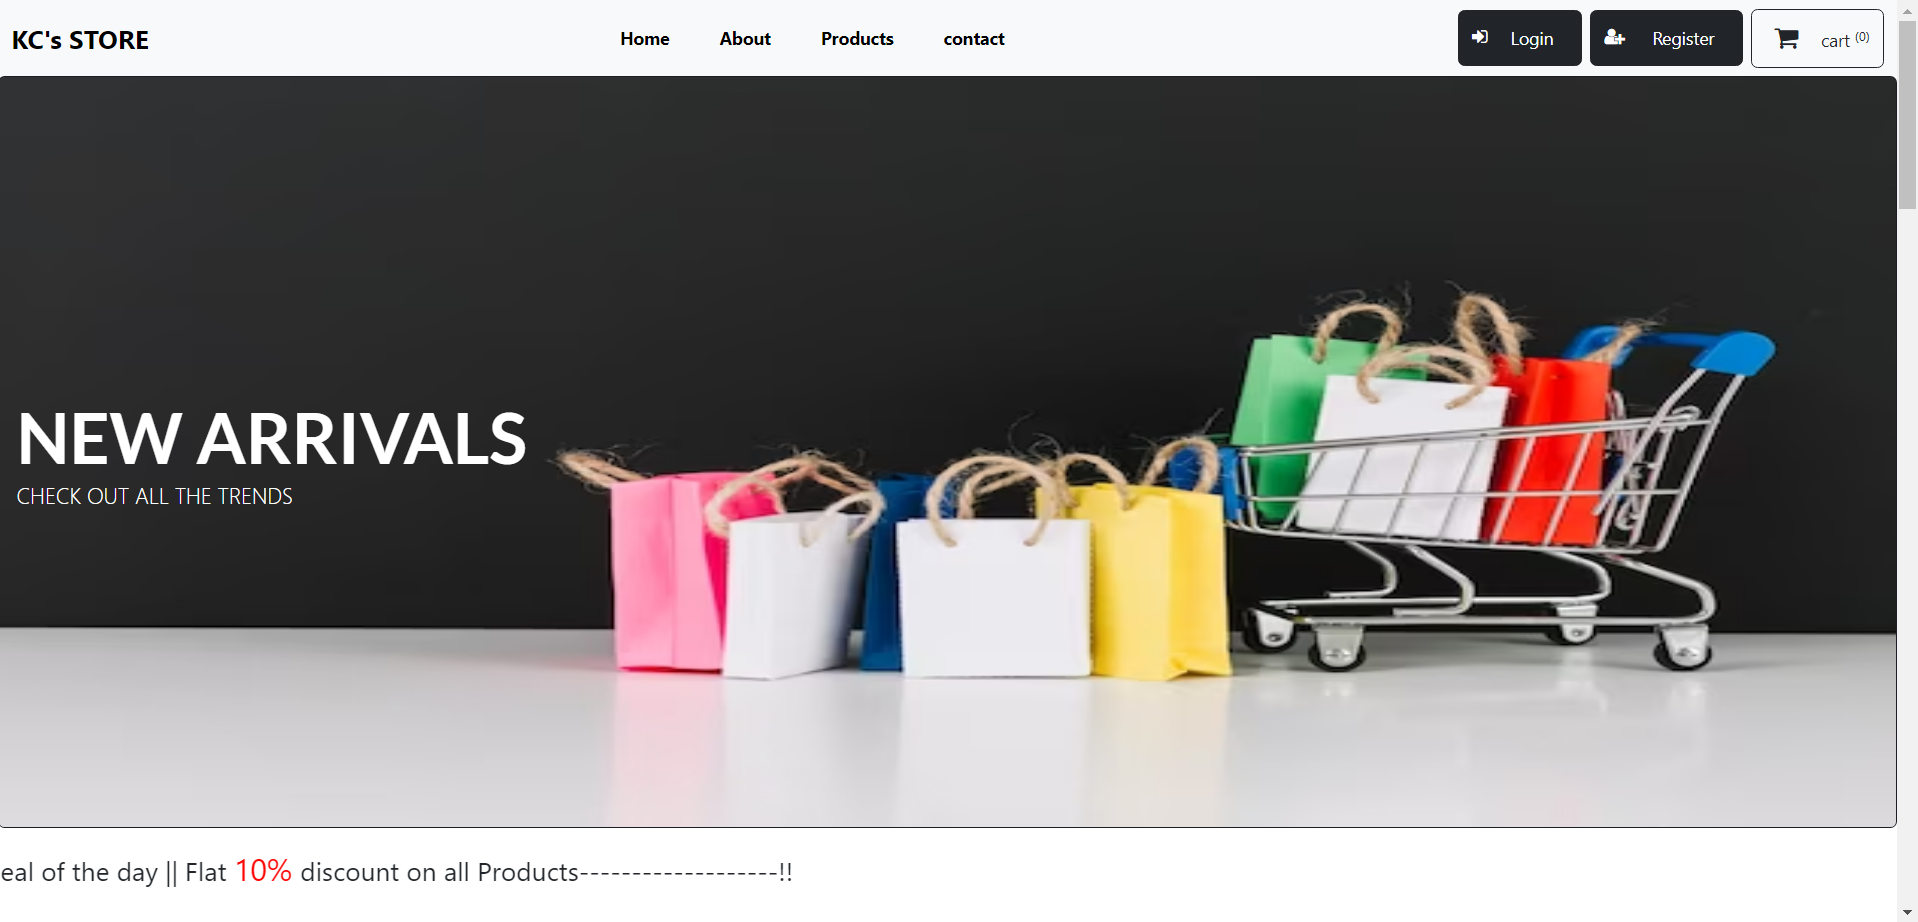 KC's STORE
Home About Products contact
Login Register cart (0)
NEW ARRIVALS
CHECK OUT ALL THE TRENDS
eal of the day || Flat 10% discount on all Products-------------------!!